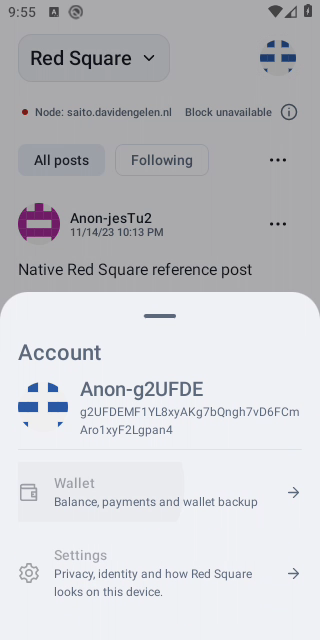 9:55
Red Square
Node: saito.davidengelen.nl Block unavailable
All posts Following
Anon-jesTu2
11/14/23 10:13 PM
Native Red Square reference post
Account
Anon-g2UFDE
g2UFDEMF1YL8xyAKg7bQngh7vD6FCm
Aro1xyF2Lgpan4
Wallet
Balance, payments and wallet backup
Settings
Privacy, identity and how Red Square
looks on this device.